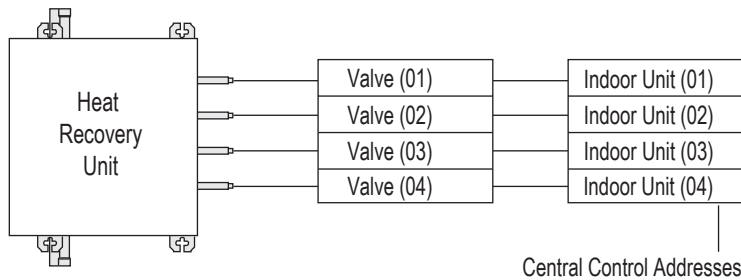 Heat
Recovery
Unit
Valve (01)
Indoor Unit (01)
Valve (02)
Indoor Unit (02)
Valve (03)
Indoor Unit (03)
Valve (04)
Indoor Unit (04)
Central Control Addresses